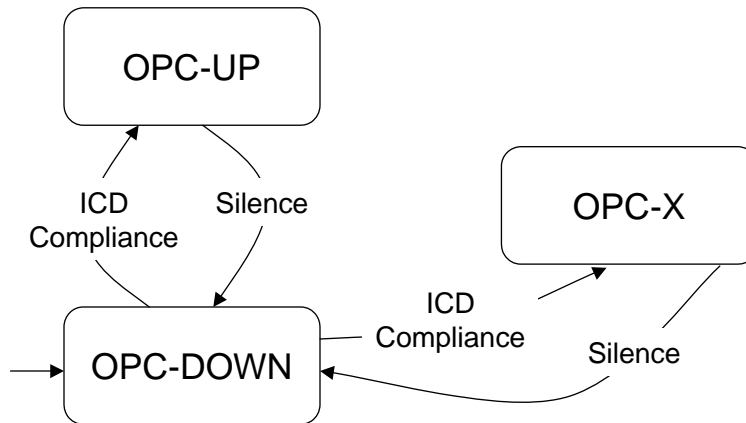 OPC-UP
ICD
Compliance
Silence
OPC-X
ICD
Compliance
Silence
OPC-DOWN